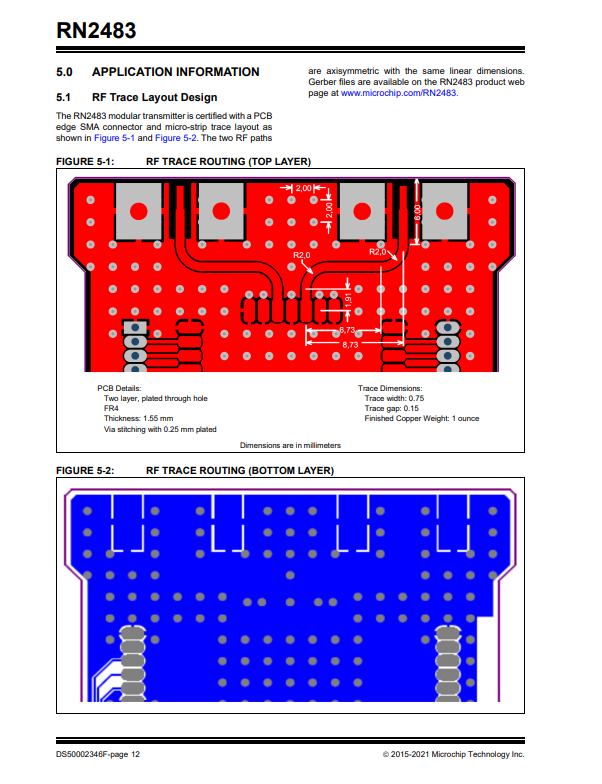 RN2483
5.0 APPLICATION INFORMATION
5.1 RF Trace Layout Design
The RN2483 modular transmitter is certified with a PCB
edge SMA connector and micro-strip trace layout as
shown in Figure 5-1 and Figure 5-2. The two RF paths
are axisymmetric with the same linear dimensions.
Gerber files are available on the RN2483 product web
page at www.microchip.com/RN2483.
FIGURE 5-1: RF TRACE ROUTING (TOP LAYER)
2,00
2,00
6,00
R2,0
R2,0
1,91
6,73
8,73
PCB Details:
Two layer, plated through hole
FR4
Thickness: 1.55 mm
Via stitching with 0.25 mm plated
Trace Dimensions:
Trace width: 0.75
Trace gap: 0.15
Finished Copper Weight: 1 ounce
Dimensions are in millimeters
FIGURE 5-2: RF TRACE ROUTING (BOTTOM LAYER)
DS50002346F-page 12
© 2015-2021 Microchip Technology Inc.